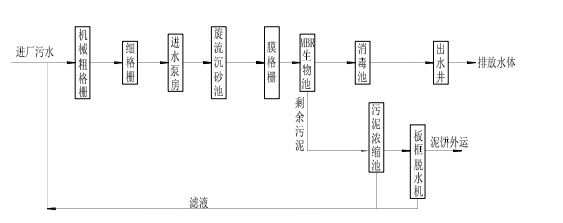 进厂污水
机械粗格栅
细格栅
进水泵房
旋流沉砂池
膜格栅
MBR生物池
消毒池
出水井
排放水体
剩余污泥
污泥浓缩池
板框脱水机
泥饼外运
滤液